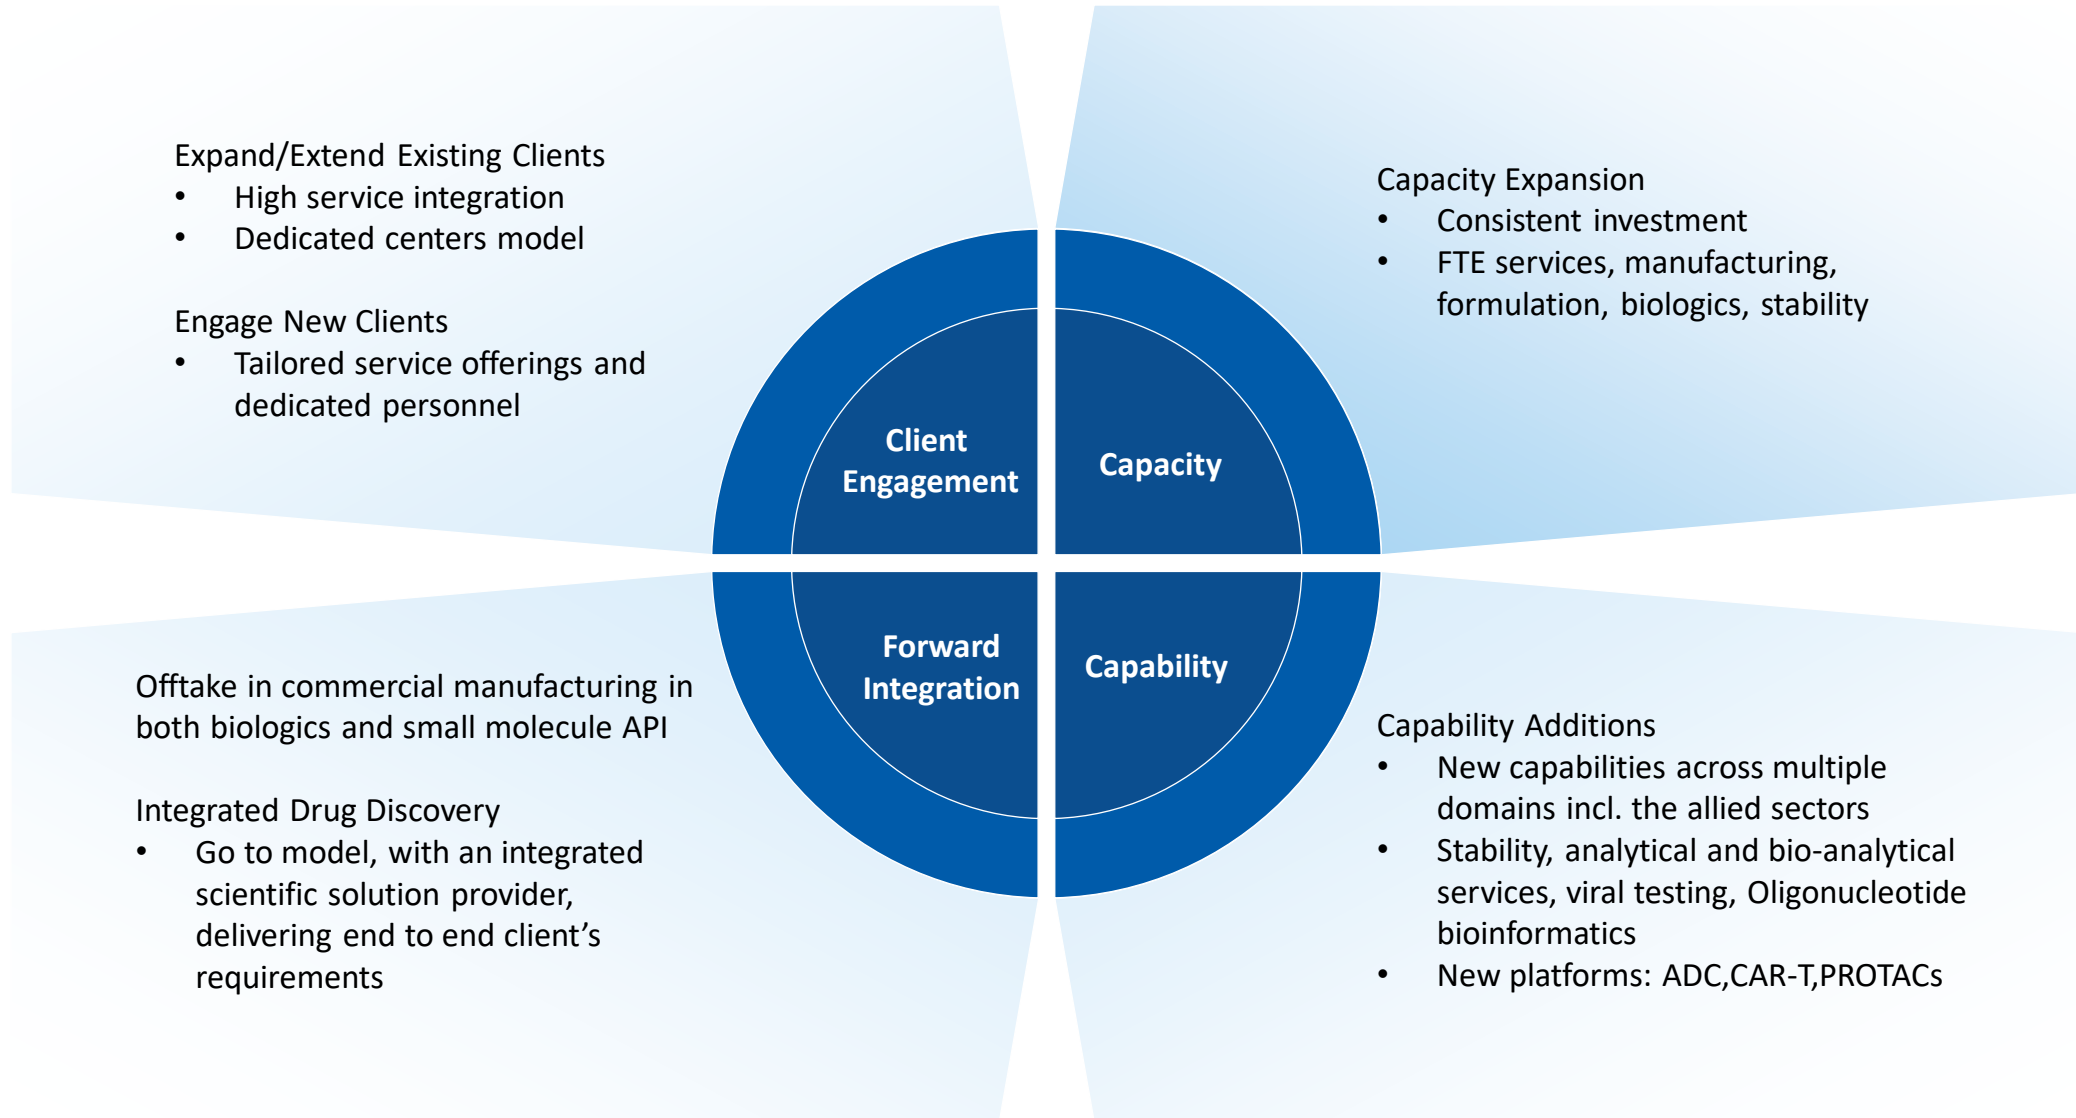 Expand/Extend Existing Clients
• High service integration
• Dedicated centers model
Engage New Clients
• Tailored service offerings and
dedicated personnel
Client
Engagement
Capacity
Capacity Expansion
• Consistent investment
• FTE services, manufacturing,
formulation, biologics, stability
Offtake in commercial manufacturing in
both biologics and small molecule API
Integrated Drug Discovery
• Go to model, with an integrated
scientific solution provider,
delivering end to end client’s
requirements
Forward
Integration
Capability
Capability Additions
• New capabilities across multiple
domains incl. the allied sectors
• Stability, analytical and bio-analytical
services, viral testing, Oligonucleotide
bioinformatics
• New platforms: ADC,CAR-T,PROTACs